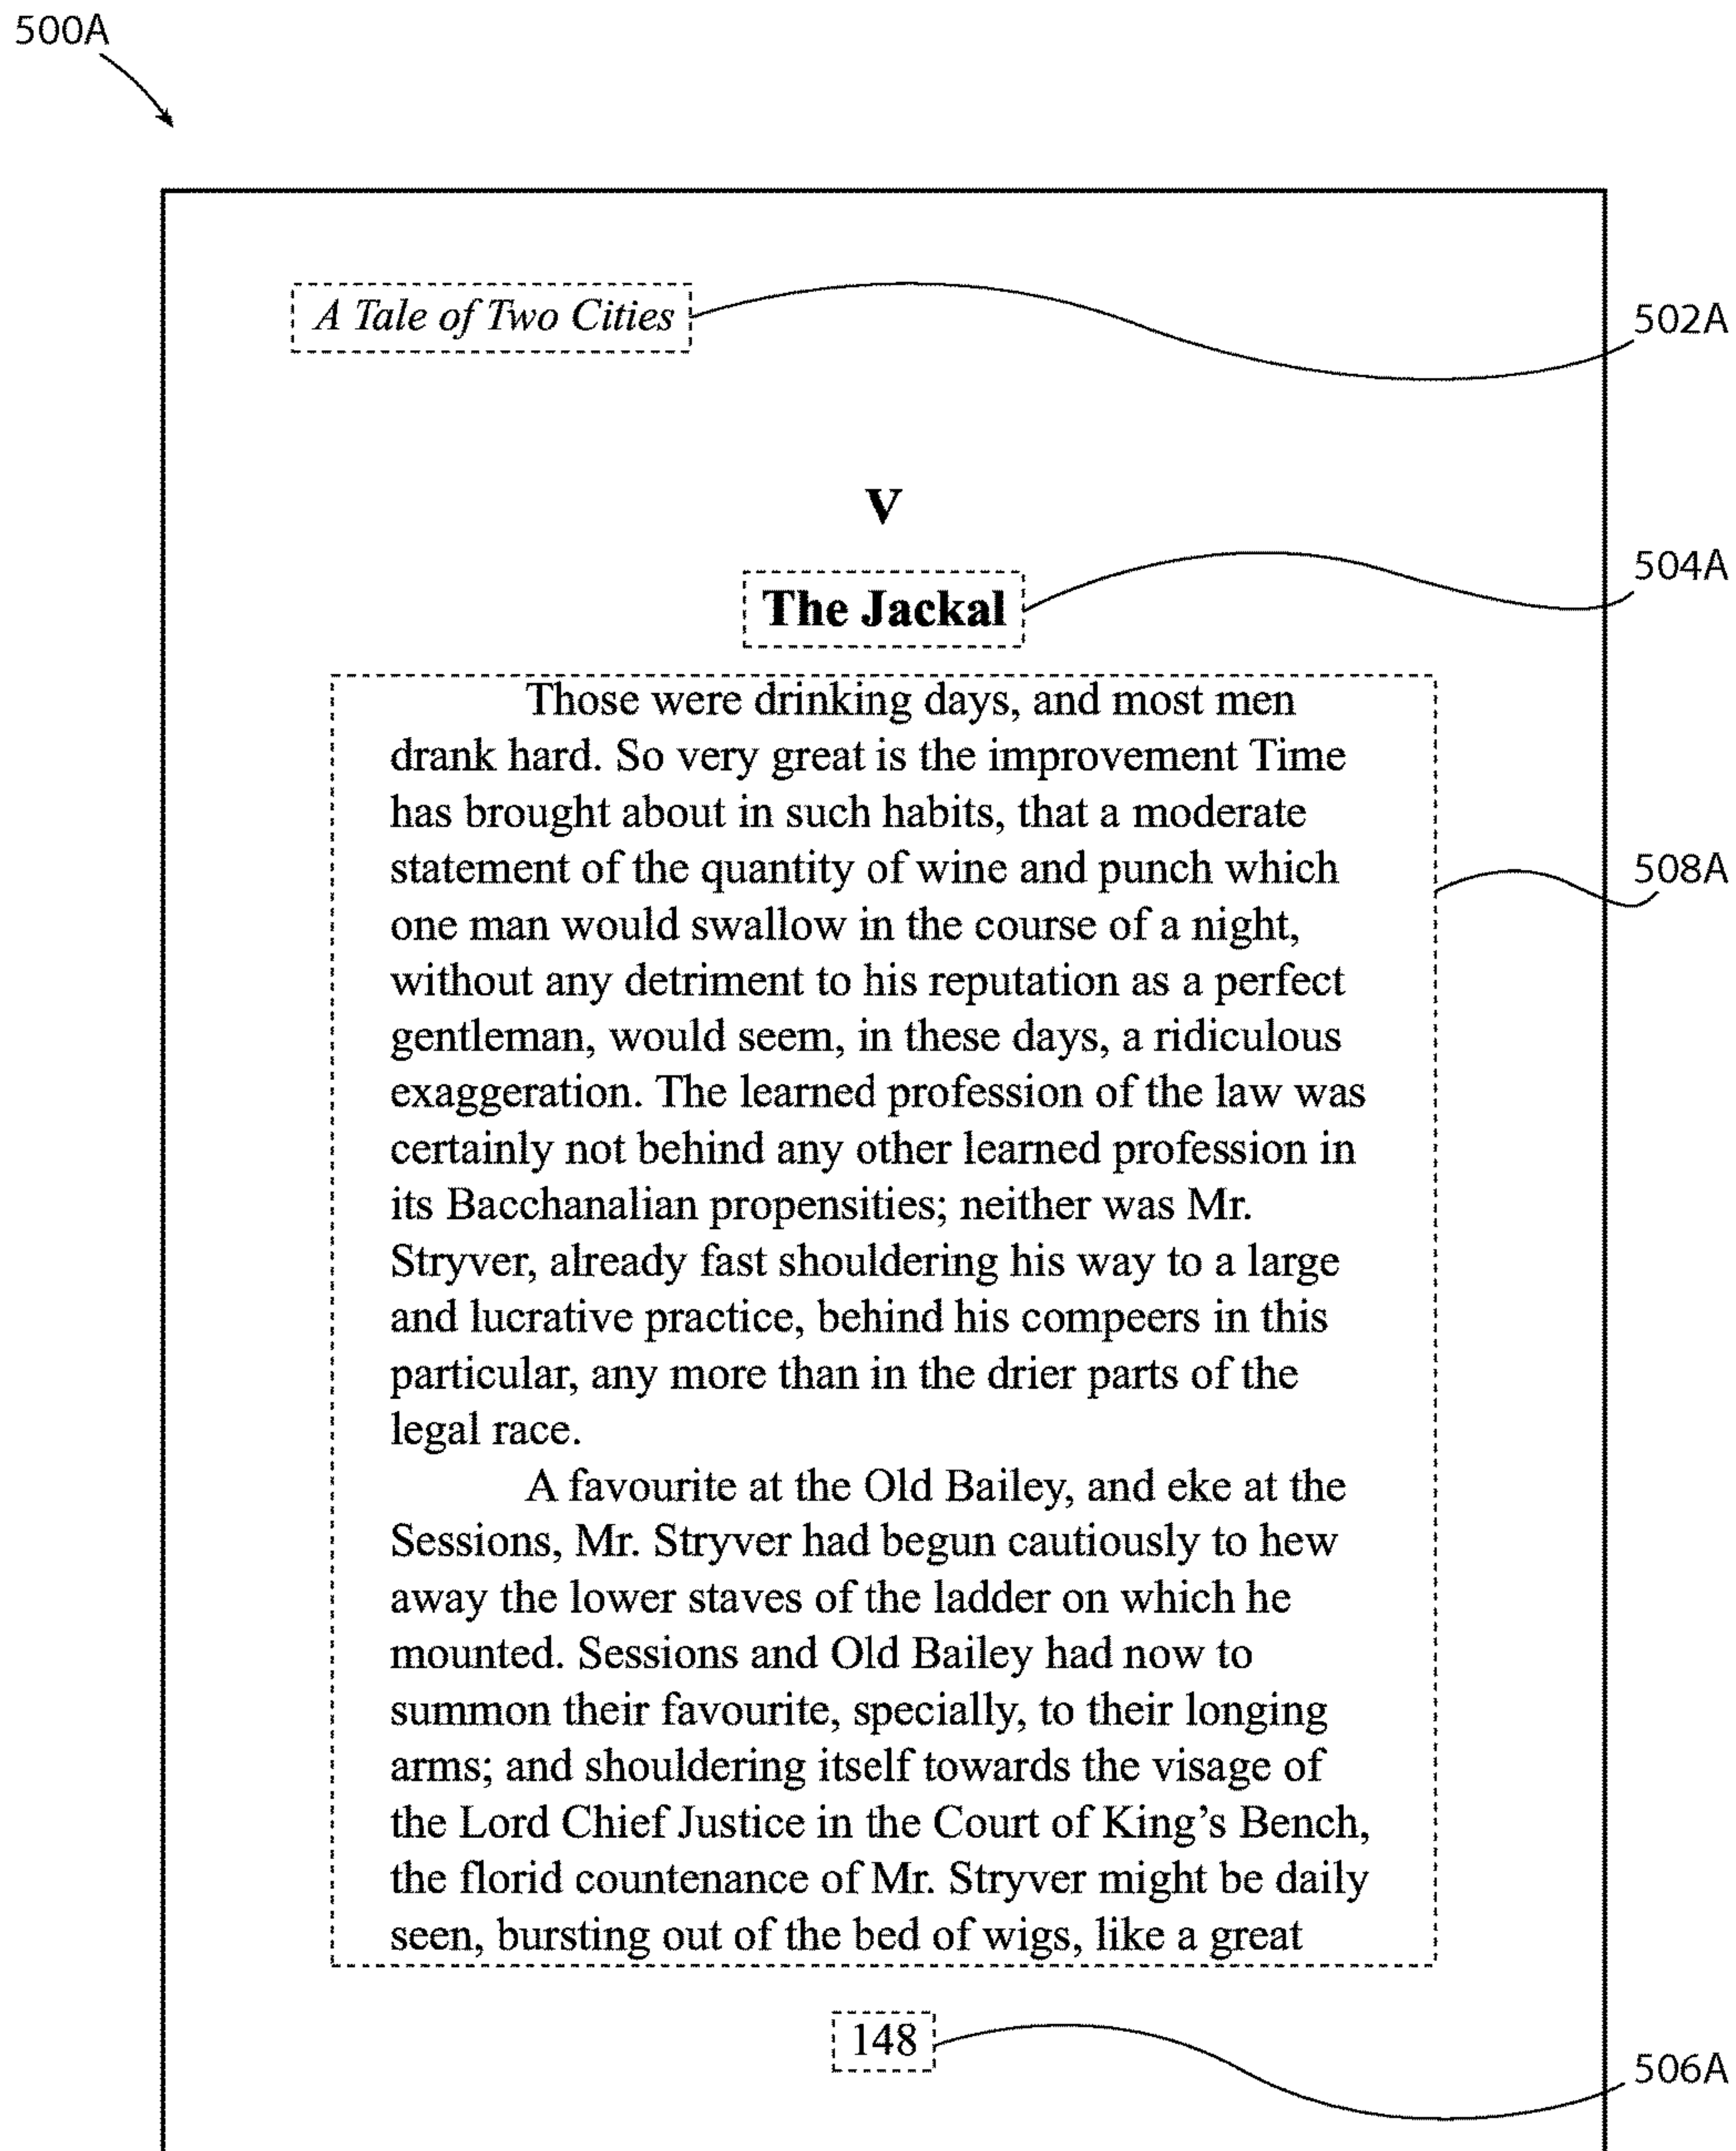 500A
A Tale of Two Cities
502A
V
The Jackal
504A
Those were drinking days, and most men
drank hard. So very great is the improvement Time
has brought about in such habits, that a moderate
statement of the quantity of wine and punch which
508A
one man would swallow in the course of a night,
without any detriment to his reputation as a perfect
gentleman, would seem, in these days, a ridiculous
exaggeration. The learned profession of the law was
certainly not behind any other learned profession in
its Bacchanalian propensities; neither was Mr.
Stryver, already fast shouldering his way to a large
and lucrative practice, behind his compeers in this
particular, any more than in the drier parts of the
legal race.
A favourite at the Old Bailey, and eke at the
Sessions, Mr. Stryver had begun cautiously to hew
away the lower staves of the ladder on which he
mounted. Sessions and Old Bailey had now to
summon their favourite, specially, to their longing
arms; and shouldering itself towards the visage of
the Lord Chief Justice in the Court of King’s Bench,
the florid countenance of Mr. Stryver might be daily
seen, bursting out of the bed of wigs, like a great
148
506A